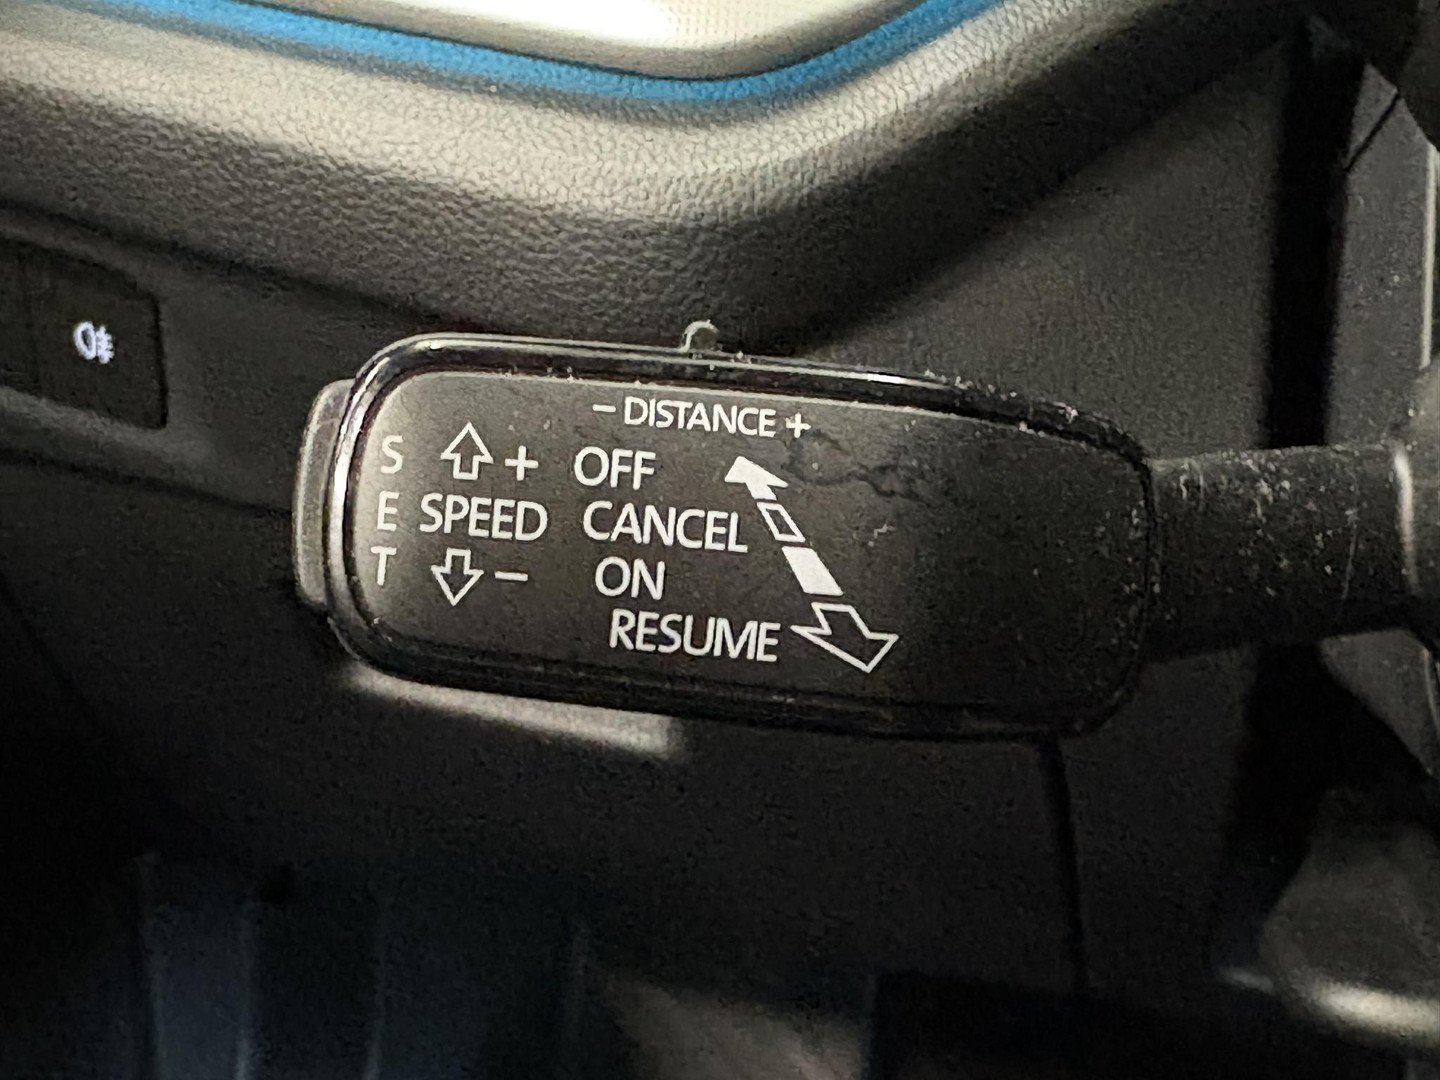 − DISTANCE +
S + OFF
E SPEED CANCEL
T − ON
RESUME